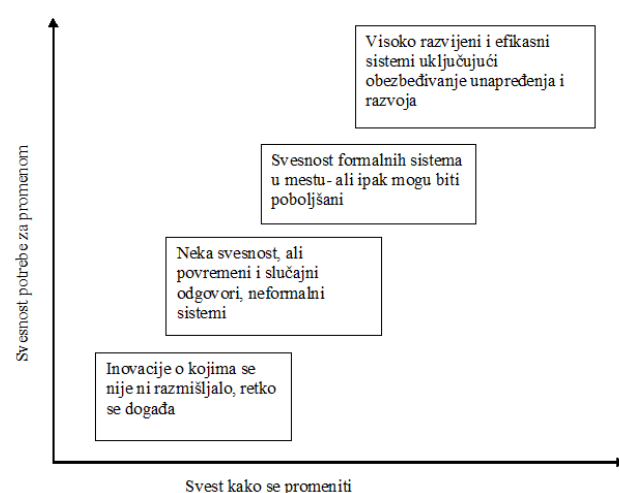 Visoko razvijeni i efikasni
sistemi uključujući
obezbeđivanje unapređenja i
razvoja
Svesnost formalnih sistema
u mestu- ali ipak mogu biti
poboljšani
Neka svesnost, ali
povremeni i slučajni
odgovori, neformalni
sistemi
Inovacije o kojima se
nije ni razmišljalo, retko
se događa
Svesnost potrebe za promenom
Svest kako se promeniti